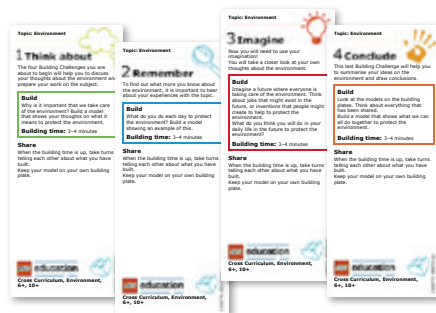 Topic: Environment
1 Think about
The four Building Challenges you are
about to begin will help you to discuss
your thoughts about the environment and
prepare your work on the subject.
Build
Why is it important that we take care
of the environment? Build a model
that shows your thoughts on what it
means to protect the environment.
Building time: 3–4 minutes
Share
When the building time is up, take turns
telling each other about what you have
built.
Keep your model on your own building
plate.
education
Cross Curriculum, Environment,
6+, 10+
Topic: Environment
2 Remember
To find out what more you know about
the environment, it is important to hear
about your experiences with the topic.
Build
What do you do each day to protect
the environment? Build a model
showing an example of this.
Building time: 3–4 minutes
Share
When the building time is up, take turns
telling each other about what you have
built.
Keep your model on your own building
plate.
education
Cross Curriculum, Environment,
6+, 10+
Topic: Environment
3 Imagine
Now you will need to use your
imagination!
You will take a closer look at your own
thoughts about the environment.
Build
Imagine a future where everyone is
taking care of the environment. Think
about jobs that might exist in the
future, or inventions that people might
create to help to protect the
environment.
What do you think you will do in your
daily life in the future to protect the
environment?
Building time: 3–4 minutes
Share
When the building time is up, take turns
telling each other about what you have
built.
Keep your model on your own building
plate.
education
Cross Curriculum, Environment,
6+, 10+
Topic: Environment
4 Conclude
This last Building Challenge will help you
to summarise your ideas on the
environment and draw conclusions.
Build
Look at the models on the building
plates. Think about everything that
has been shared.
Build a model that shows what we can
all do together to protect the
environment.
Building time: 3–4 minutes
Share
When the building time is up, take turns
telling each other about what you have
built.
Keep your model on your own building
plate.
education
Cross Curriculum, Environment,
6+, 10+